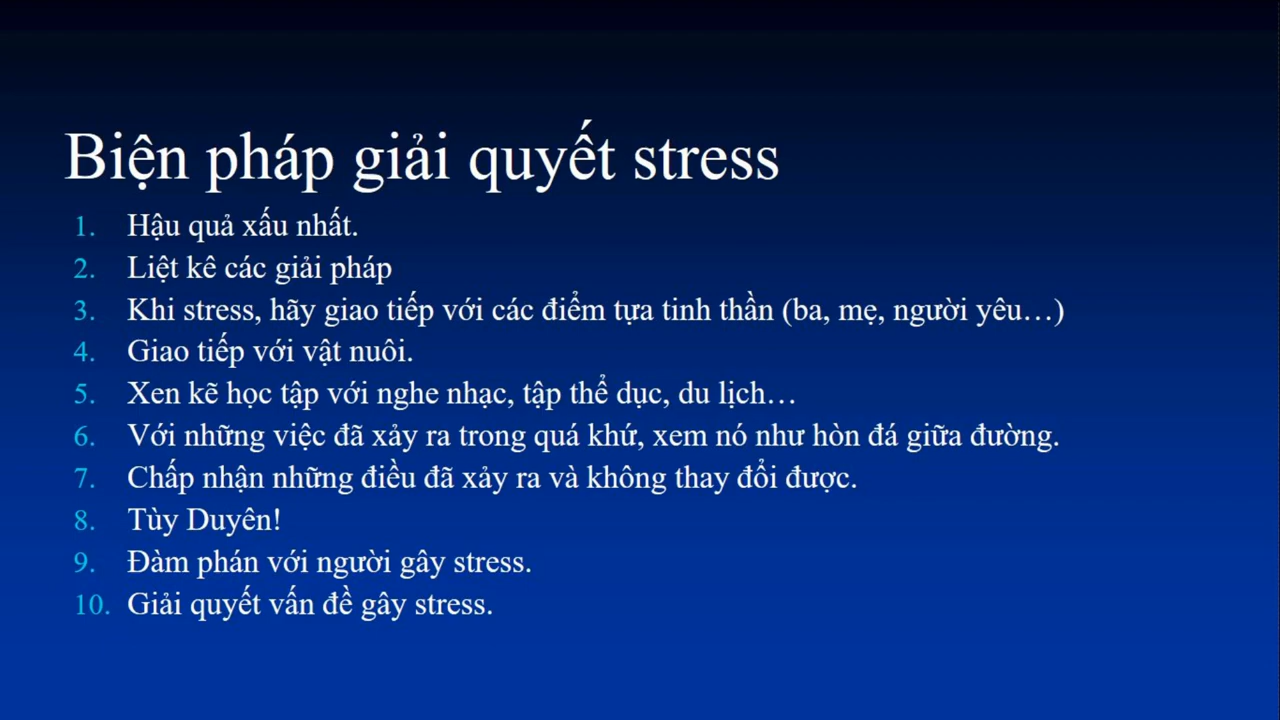 Biện pháp giải quyết stress
1. Hậu quả xấu nhất.
2. Liệt kê các giải pháp
3. Khi stress, hãy giao tiếp với các điểm tựa tinh thần (ba, mẹ, người yêu…)
4. Giao tiếp với vật nuôi.
5. Xen kẽ học tập với nghe nhạc, tập thể dục, du lịch…
6. Với những việc đã xảy ra trong quá khứ, xem nó như hòn đá giữa đường.
7. Chấp nhận những điều đã xảy ra và không thay đổi được.
8. Tùy Duyên!
9. Đàm phán với người gây stress.
10. Giải quyết vấn đề gây stress.